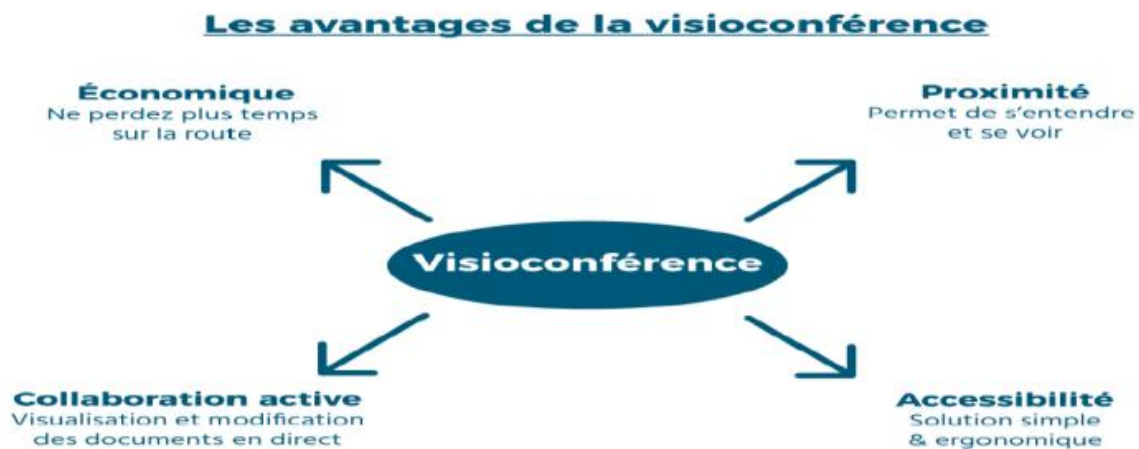 Les avantages de la visioconférence
Économique
Ne perdez plus temps
sur la route
Proximité
Permet de s'entendre
et se voir
Visioconférence
Collaboration active
Visualisation et modification
des documents en direct
Accessibilité
Solution simple
& ergonomique